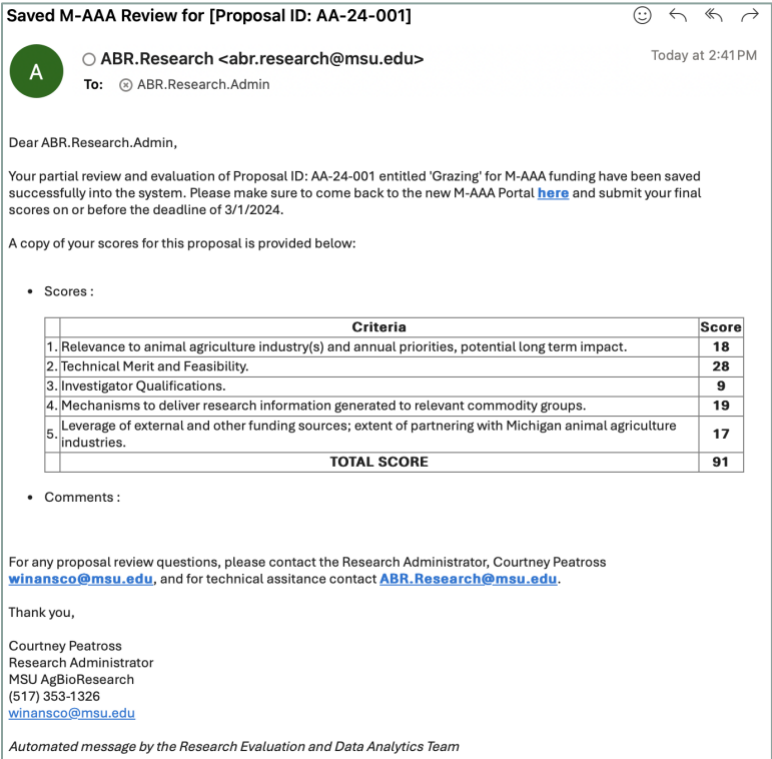 Saved M-AAA Review for [Proposal ID: AA-24-001]
A
ABR.Research <abr.research@msu.edu>
Today at 2:41 PM
To: ABR.Research.Admin
Dear ABR.Research.Admin,
Your partial review and evaluation of Proposal ID: AA-24-001 entitled 'Grazing' for M-AAA funding have been saved
successfully into the system. Please make sure to come back to the new M-AAA Portal here and submit your final
scores on or before the deadline of 3/1/2024.
A copy of your scores for this proposal is provided below:
• Scores :
Criteria Score
1. Relevance to animal agriculture industry(s) and annual priorities, potential long term impact. 18
2. Technical Merit and Feasibility. 28
3. Investigator Qualifications. 9
4. Mechanisms to deliver research information generated to relevant commodity groups. 19
5. Leverage of external and other funding sources; extent of partnering with Michigan animal agriculture
industries. 17
TOTAL SCORE 91
• Comments :
For any proposal review questions, please contact the Research Administrator, Courtney Peatross
winansco@msu.edu, and for technical assitance contact ABR.Research@msu.edu.
Thank you,
Courtney Peatross
Research Administrator
MSU AgBioResearch
(517) 353-1326
winansco@msu.edu
Automated message by the Research Evaluation and Data Analytics Team